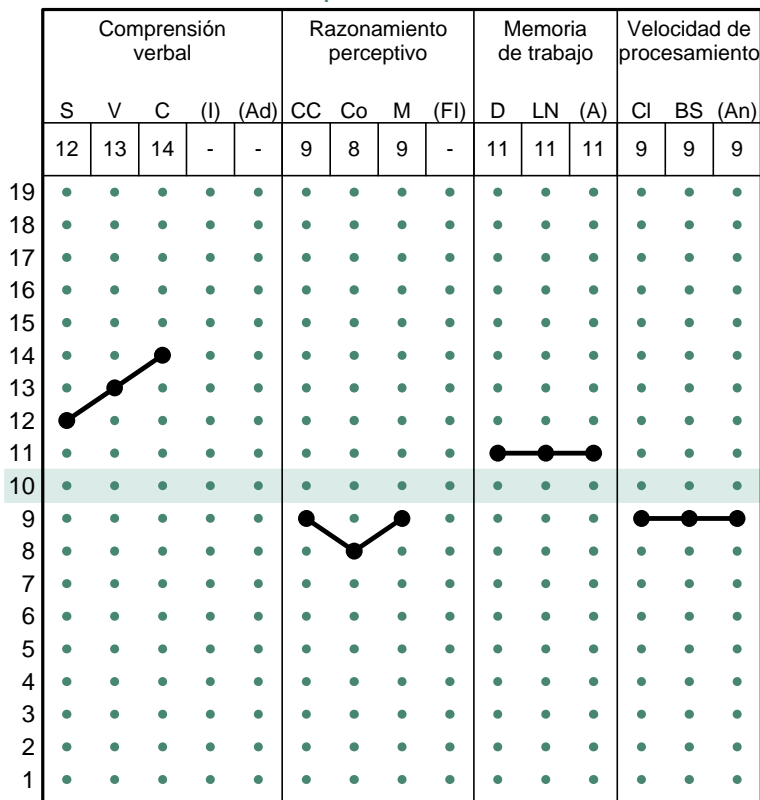 Comprensión
verbal
Razonamiento
perceptivo
Memoria
de trabajo
Velocidad de
procesamiento
S V C (I) (Ad) CC Co M (FI) D LN (A) Cl BS (An)
12 13 14 - - 9 8 9 - 11 11 11 9 9 9
19
18
17
16
15
14
13
12
11
10
9
8
7
6
5
4
3
2
1